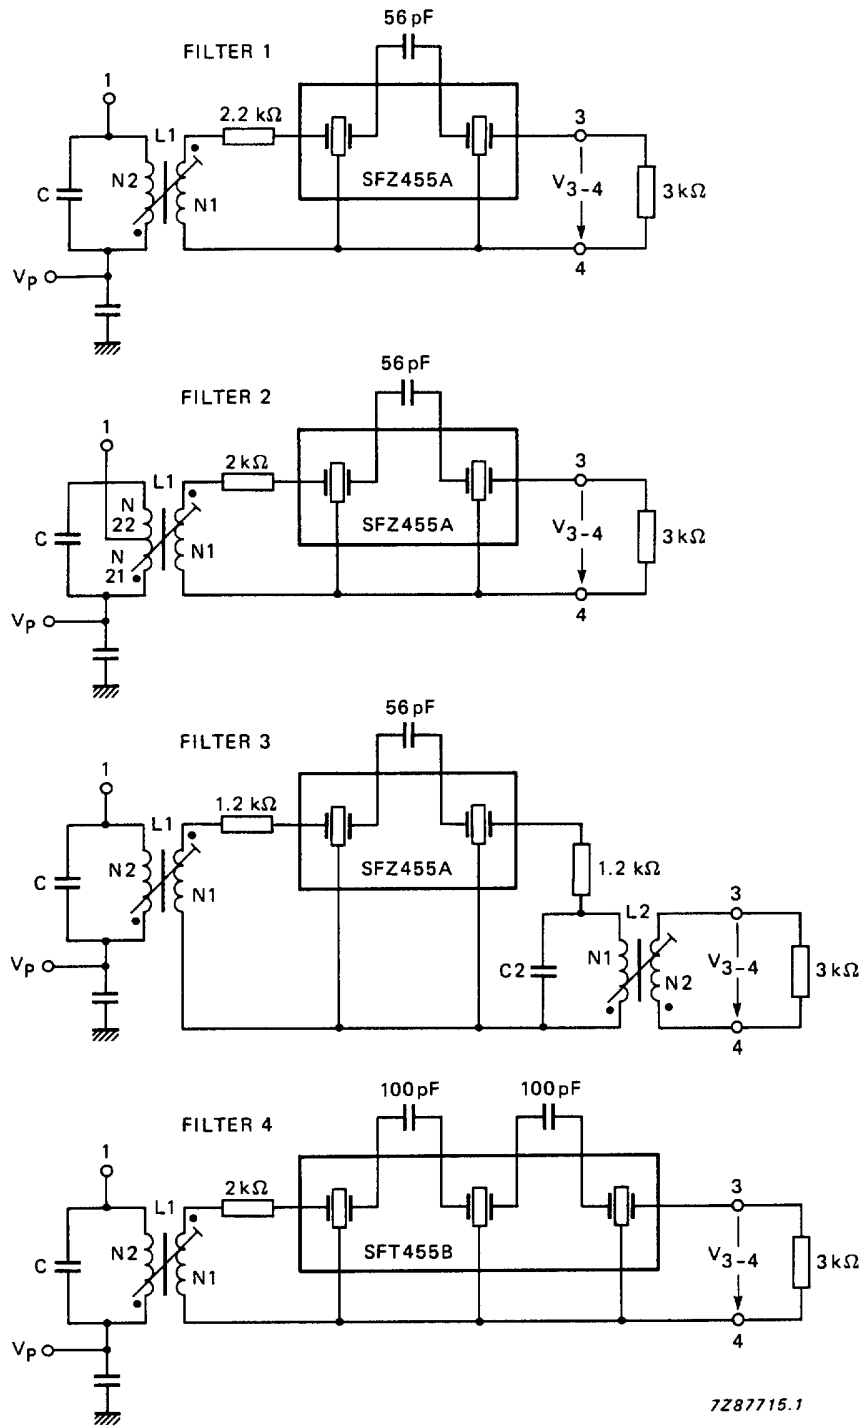 56 pF
FILTER 1
1
L1
2.2 kΩ
3
N2
SFZ455A
V3-4
C
N1
3 kΩ
VP
4
56 pF
FILTER 2
1
L1
2 kΩ
3
N
22
SFZ455A
V3-4
C
N
21
N1
3 kΩ
VP
4
56 pF
FILTER 3
1
L1
1.2 kΩ
N2
SFZ455A
C
N1
1.2 kΩ
L2
3
VP
C2
N1
N2
V3-4
3 kΩ
4
100 pF
100 pF
FILTER 4
1
L1
2 kΩ
3
N2
SFT455B
V3-4
C
N1
3 kΩ
VP
4
7Z87715.1